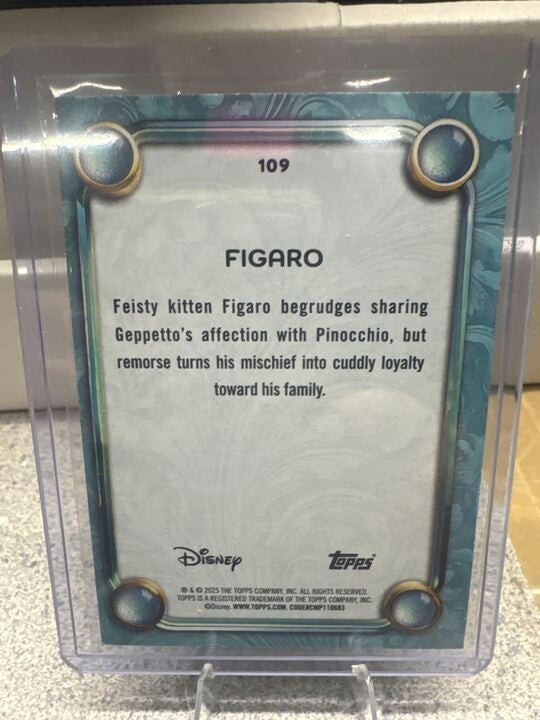 109
FIGARO
Feisty kitten Figaro begrudges sharing
Geppetto's affection with Pinocchio, but
remorse turns his mischief into cuddly loyalty
toward his family.
Disney topps®
® & © 2025 THE TOPPS COMPANY, INC. ALL RIGHTS RESERVED.
TOPPS IS A REGISTERED TRADEMARK OF THE TOPPS COMPANY, INC.
©Disney. WWW.TOPPS.COM. CODE#CMP110683